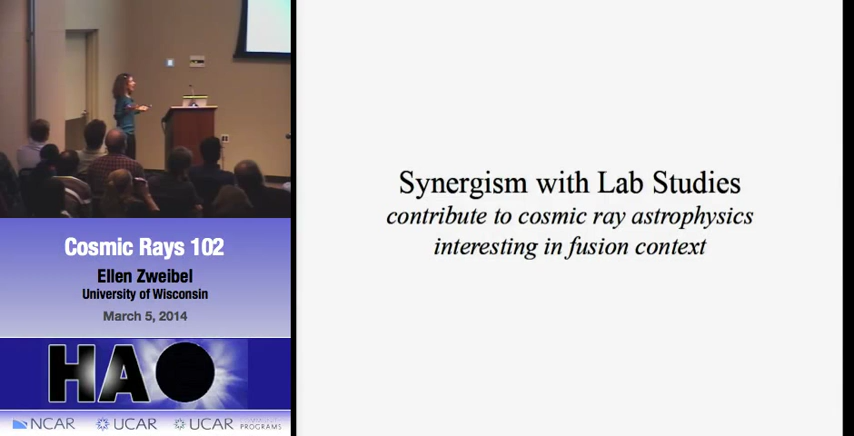 Synergism with Lab Studies
contribute to cosmic ray astrophysics
interesting in fusion context
Cosmic Rays 102
Ellen Zweibel
University of Wisconsin
March 5, 2014
HAO
NCAR
UCAR
UCAR
PROGRAMS